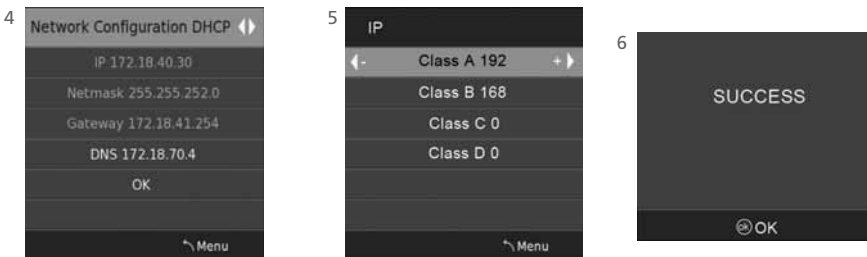 4
Network Configuration DHCP
IP 172.18.40.30
Netmask 255.255.252.0
Gateway 172.18.41.254
DNS 172.18.70.4
OK
Menu
5
IP
- Class A 192 +
Class B 168
Class C 0
Class D 0
Menu
6
SUCCESS
ok OK